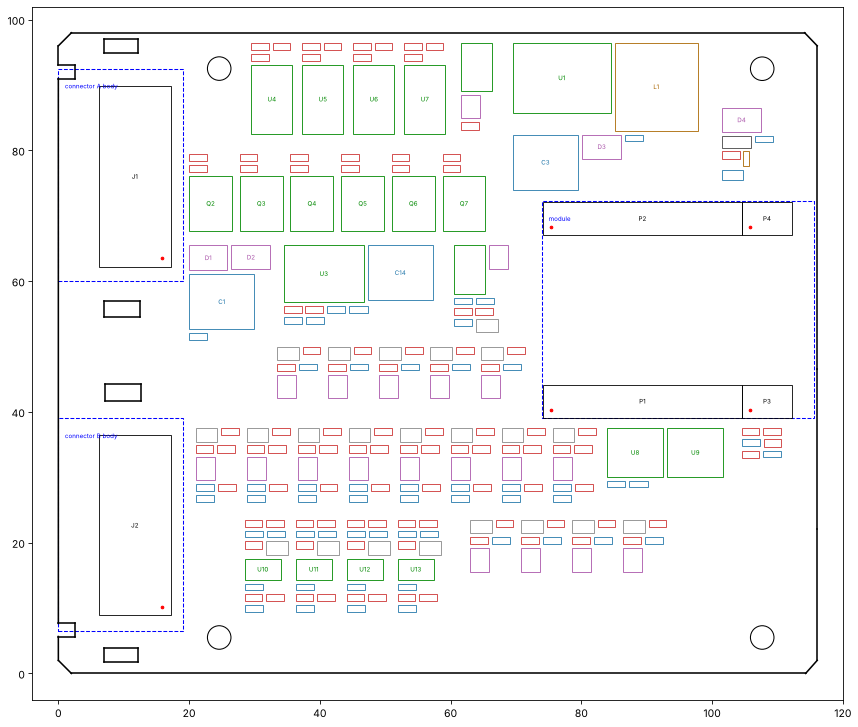 100
80
60
40
20
0
0 20 40 60 80 100 120
connector A body
J1
U4 U5 U6 U7
U1
L1
D4
C3
D3
Q2 Q3 Q4 Q5 Q6 Q7
module
P2
P4
D1 D2
U3
C14
C1
P1
P3
connector B body
J2
U8 U9
U10 U11 U12 U13